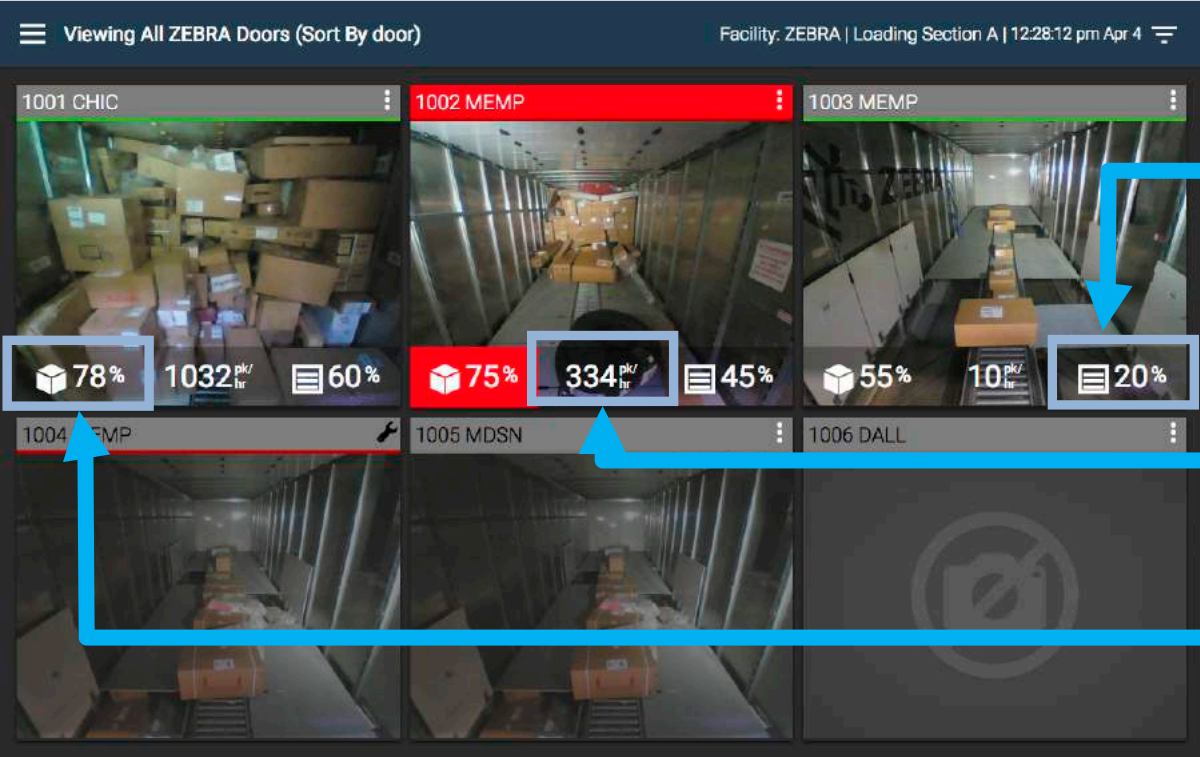 Viewing All ZEBRA Doors (Sort By door)
Facility: ZEBRA | Loading Section A | 12:28:12 pm Apr 4
1001 CHIC
1002 MEMP
1003 MEMP
ZEBRA
78% 1032 pk/hr 60%
75% 334 pk/hr 45%
55% 10 pk/hr 20%
1004 MEMP
1005 MDSN
1006 DALL